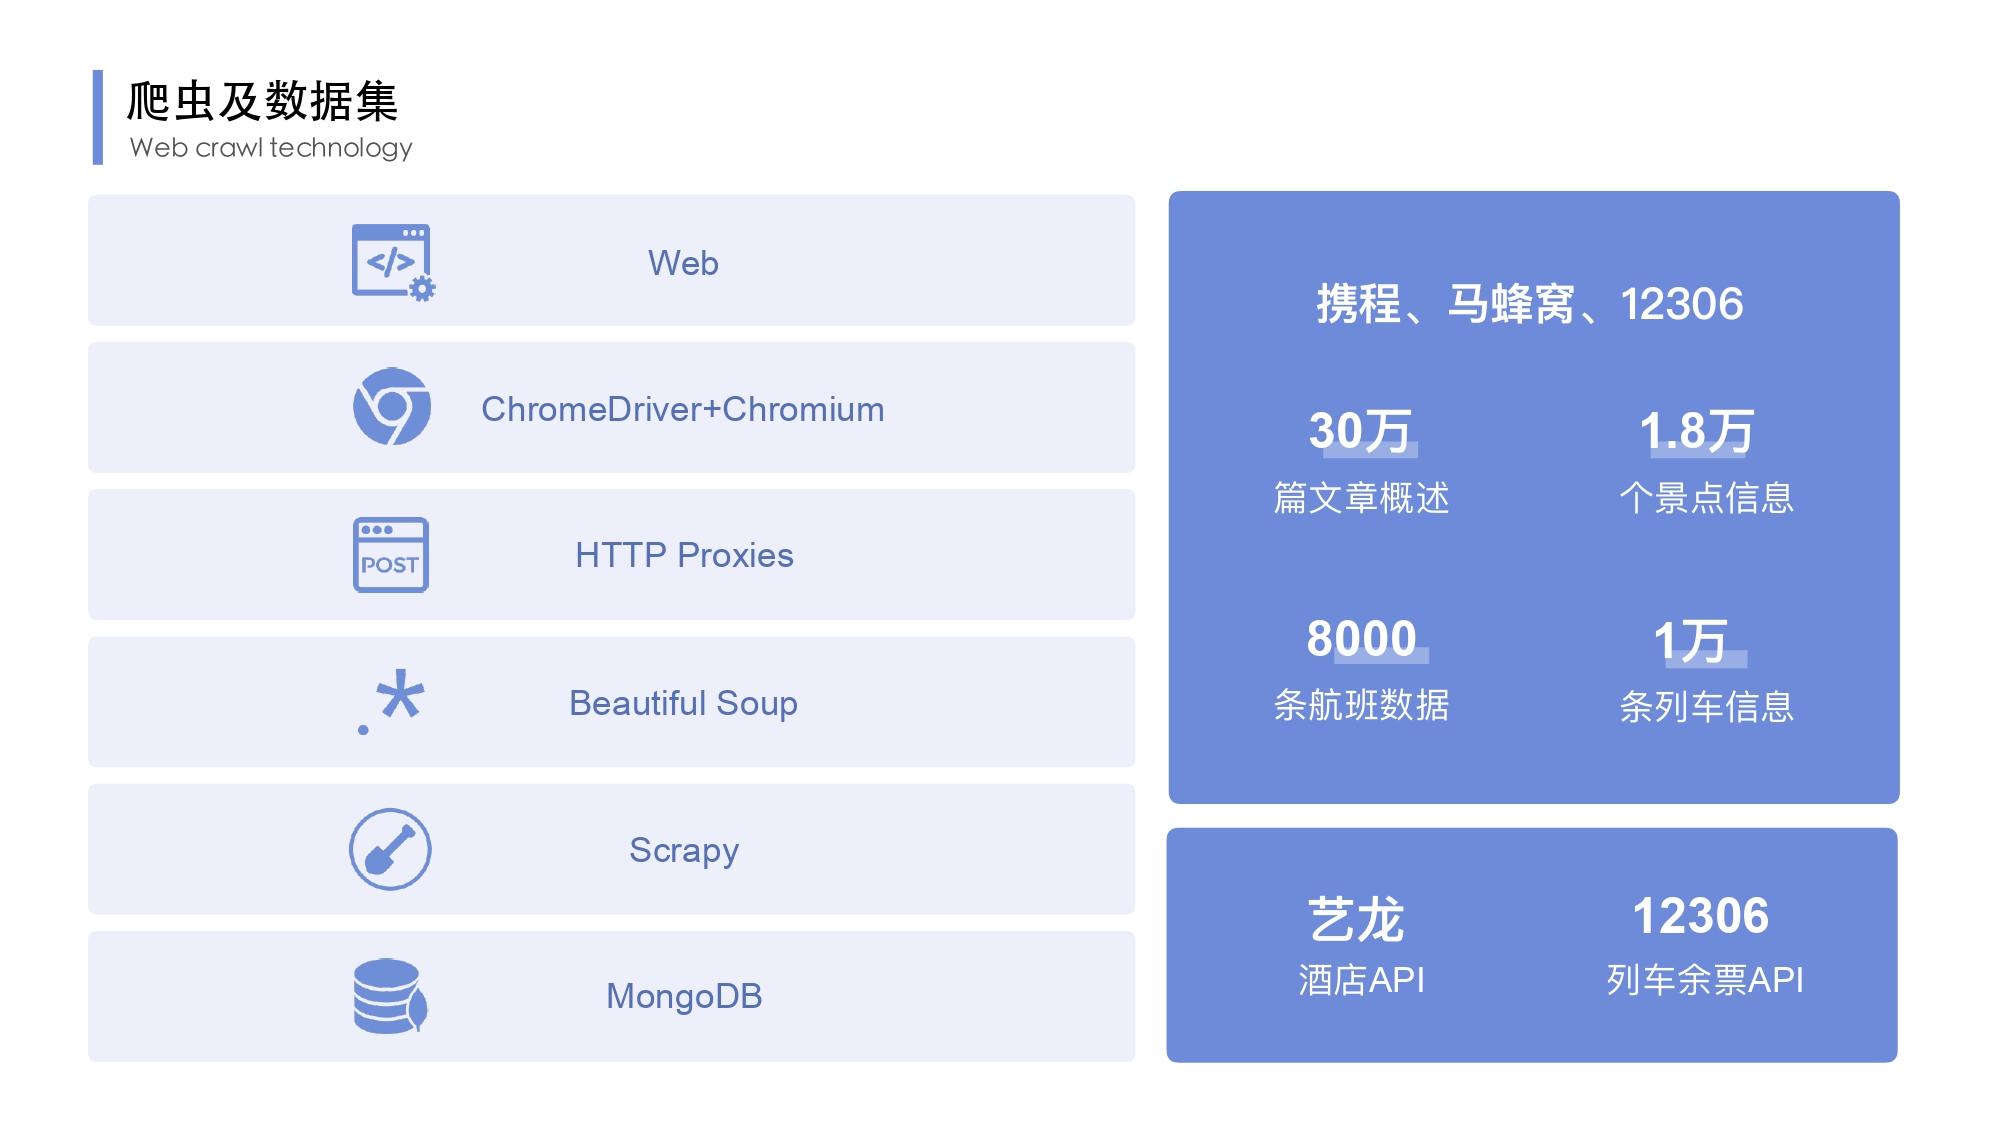 爬虫及数据集
Web crawl technology
</>
Web
ChromeDriver+Chromium
POST
HTTP Proxies
.*
Beautiful Soup
Scrapy
MongoDB
携程、马蜂窝、12306
30万
篇文章概述
1.8万
个景点信息
8000
条航班数据
1万
条列车信息
艺龙
酒店API
12306
列车余票API